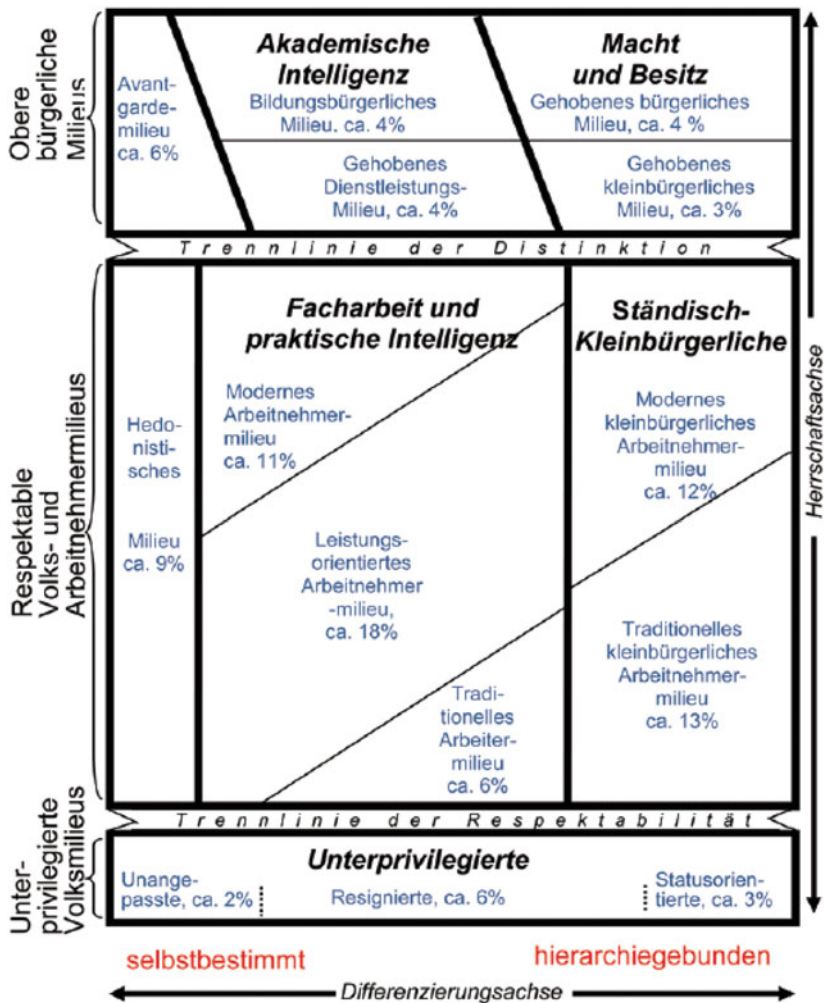 Obere
bürgerliche
Milieus
Avant-
garde-
milieu
ca. 6%
Akademische
Intelligenz
Bildungsbürgerliches
Milieu. ca. 4%
Gehobenes
Dienstleistungs-
Milieu, ca. 4%
Macht
und Besitz
Gehobenes bürgerliches
Milieu, ca. 4 %
Gehobenes
kleinbürgerliches
Milieu, ca. 3%
Trennlinie der Distinktion
Respektable
Volks- und
Arbeitnehmermilieus
Hedo-
nisti-
sches
Milieu
ca. 9%
Facharbeit und
praktische Intelligenz
Modernes
Arbeitnehmer-
milieu
ca. 11%
Leistungs-
orientiertes
Arbeitnehmer
-milieu,
ca. 18%
Tradi-
tionelles
Arbeiter-
milieu
ca. 6%
Ständisch-
Kleinbürgerliche
Modernes
kleinbürgerliches
Arbeitnehmer-
milieu
ca. 12%
Traditionelles
kleinbürgerliches
Arbeitnehmer-
milieu
ca. 13%
Herrschaftsachse
Trennlinie der Respektabilität
Unter-
privilegierte
Volksmilieus
Unterprivilegierte
Unange-
passte, ca. 2%
Resignierte, ca. 6%
Statusorien-
tierte, ca. 3%
selbstbestimmt
hierarchiegebunden
Differenzierungsachse